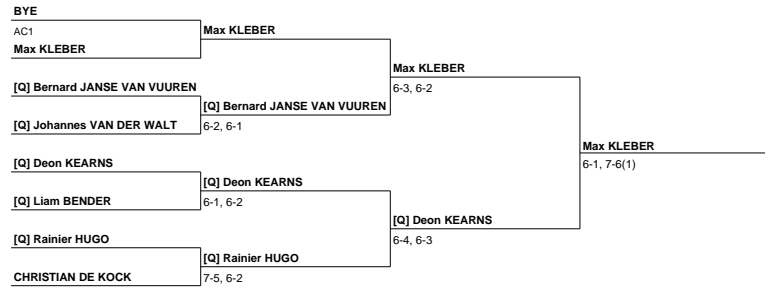 BYE
AC1
Max KLEBER
[Q] Bernard JANSE VAN VUUREN
[Q] Johannes VAN DER WALT
[Q] Deon KEARNS
[Q] Liam BENDER
[Q] Rainier HUGO
CHRISTIAN DE KOCK
Max KLEBER
[Q] Bernard JANSE VAN VUUREN
6-2, 6-1
[Q] Deon KEARNS
6-1, 6-2
[Q] Rainier HUGO
7-5, 6-2
Max KLEBER
6-3, 6-2
[Q] Deon KEARNS
6-4, 6-3
Max KLEBER
6-1, 7-6(1)